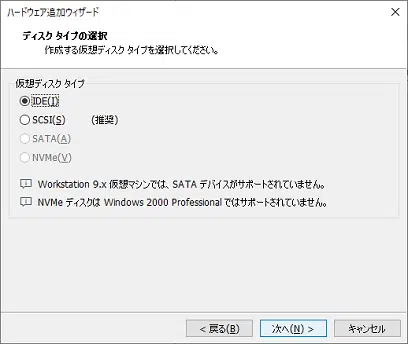 ハードウェア追加ウィザード
ディスク タイプの選択
作成する仮想ディスク タイプを選択してください。
仮想ディスク タイプ
IDE(I)
SCSI(S) (推奨)
SATA(A)
NVMe(V)
Workstation 9.x 仮想マシンでは、SATA デバイスがサポートされていません。
NVMe ディスクは Windows 2000 Professional ではサポートされていません。
< 戻る(B) 次へ(N) > キャンセル